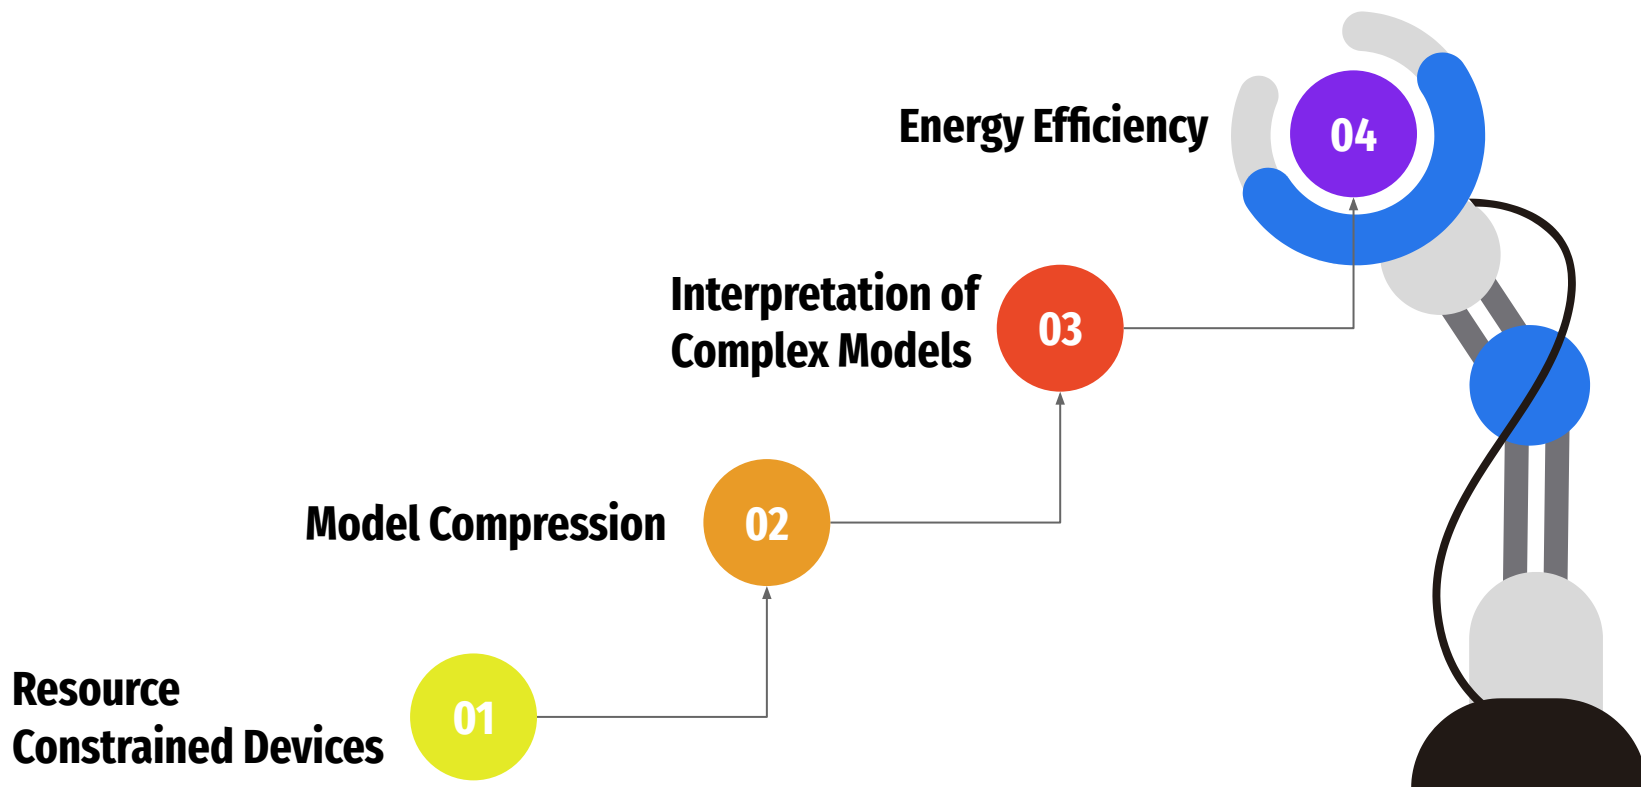 Energy Efficiency
04
Interpretation of
Complex Models
03
Model Compression
02
Resource
Constrained Devices
01